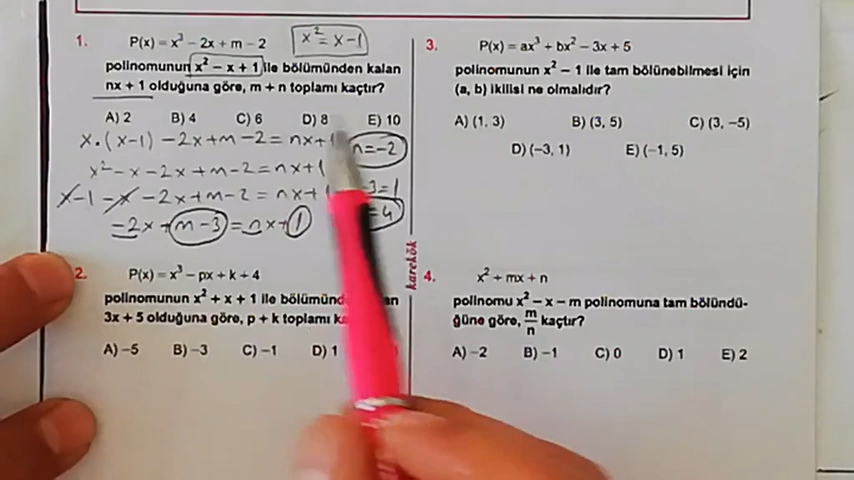 1. P(x) = x³ − 2x + m − 2
x² = x−1
polinomunun x² − x + 1 ile bölümünden kalan
nx + 1 olduğuna göre, m + n toplamı kaçtır?
A) 2 B) 4 C) 6 D) 8 E) 10
x.(x−1) −2x+m−2 = nx+
n=−2
x²−x−2x+m−2=nx+1
x−1−x−2x+m−2=nx+
3=1
−2x+m−3=nx+1
=4
2. P(x) = x³ − px + k + 4
polinomunun x² + x + 1 ile
3x + 5 olduğuna göre, p + k toplamı
A) −5 B) −3 C) −1 D) 1
karekök
3. P(x) = ax³ + bx² − 3x + 5
polinomunun x² − 1 ile tam bölünebilmesi için
(a, b) ikilisi ne olmalıdır?
A) (1, 3) B) (3, 5) C) (3, −5)
D) (−3, 1) E) (−1, 5)
4. x² + mx + n
polinomu x² − x − m polinomuna tam bölündü-
ğüne göre, m/n kaçtır?
A) −2 B) −1 C) 0 D) 1 E) 2